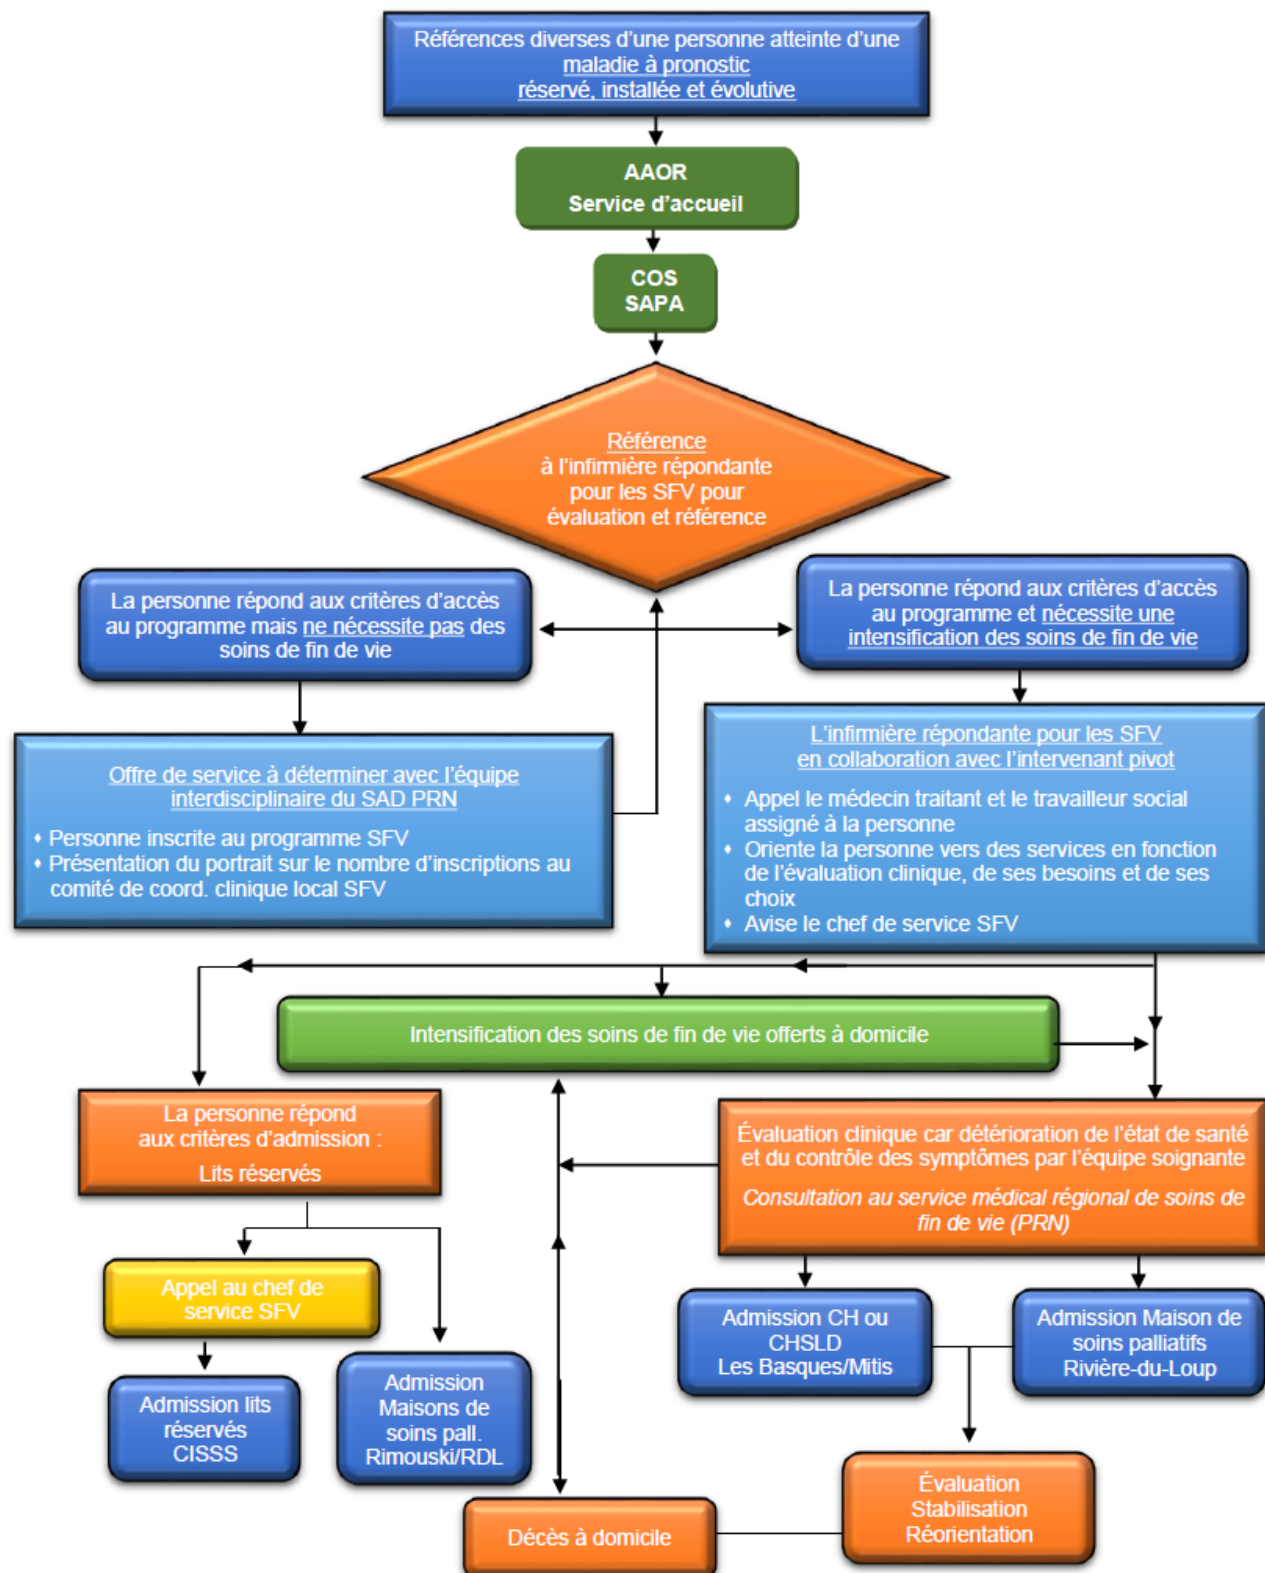 Références diverses d'une personne atteinte d'une
maladie à pronostic
réservé, installée et évolutive
AAOR
Service d'accueil
COS
SAPA
Référence
à l'infirmière répondante
pour les SFV pour
évaluation et référence
La personne répond aux critères d'accès
au programme mais ne nécessite pas des
soins de fin de vie
La personne répond aux critères d'accès
au programme et nécessite une
intensification des soins de fin de vie
Offre de service à déterminer avec l'équipe
interdisciplinaire du SAD PRN
• Personne inscrite au programme SFV
• Présentation du portrait sur le nombre d'inscriptions au
comité de coord. clinique local SFV
L'infirmière répondante pour les SFV
en collaboration avec l'intervenant pivot
• Appel le médecin traitant et le travailleur social
assigné à la personne
• Oriente la personne vers des services en fonction
de l'évaluation clinique, de ses besoins et de ses
choix
• Avise le chef de service SFV
Intensification des soins de fin de vie offerts à domicile
La personne répond
aux critères d'admission :
Lits réservés
Évaluation clinique car détérioration de l'état de santé
et du contrôle des symptômes par l'équipe soignante
Consultation au service médical régional de soins de
fin de vie (PRN)
Appel au chef de
service SFV
Admission lits
réservés
CISSS
Admission
Maisons de
soins pall.
Rimouski/RDL
Admission CH ou
CHSLD
Les Basques/Mitis
Admission Maison de
soins palliatifs
Rivière-du-Loup
Décès à domicile
Évaluation
Stabilisation
Réorientation